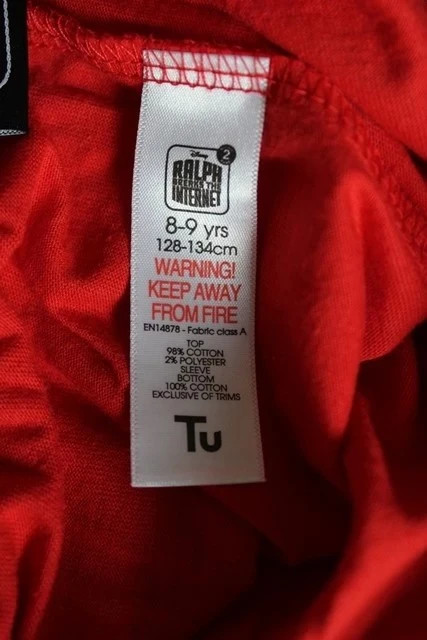 Disney
2
RALPH
BREAKS THE
INTERNET
8-9 yrs
128-134cm
WARNING!
KEEP AWAY
FROM FIRE
EN14878 - Fabric class A
TOP
98% COTTON
2% POLYESTER
SLEEVE
BOTTOM
100% COTTON
EXCLUSIVE OF TRIMS
Tu